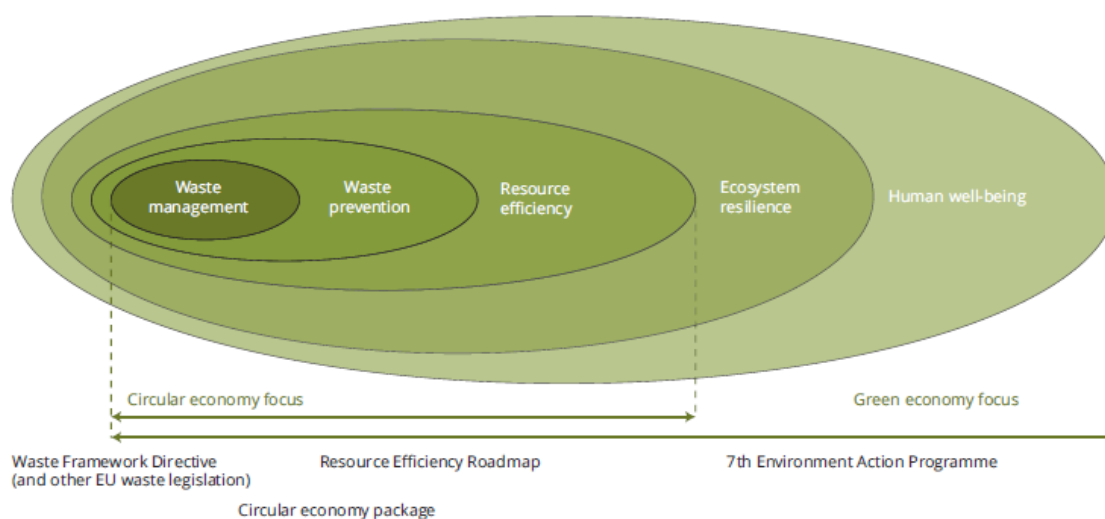 Waste
management
Waste
prevention
Resource
efficiency
Ecosystem
resilience
Human well-being
Circular economy focus
Green economy focus
Waste Framework Directive
(and other EU waste legislation)
Resource Efficiency Roadmap
7th Environment Action Programme
Circular economy package